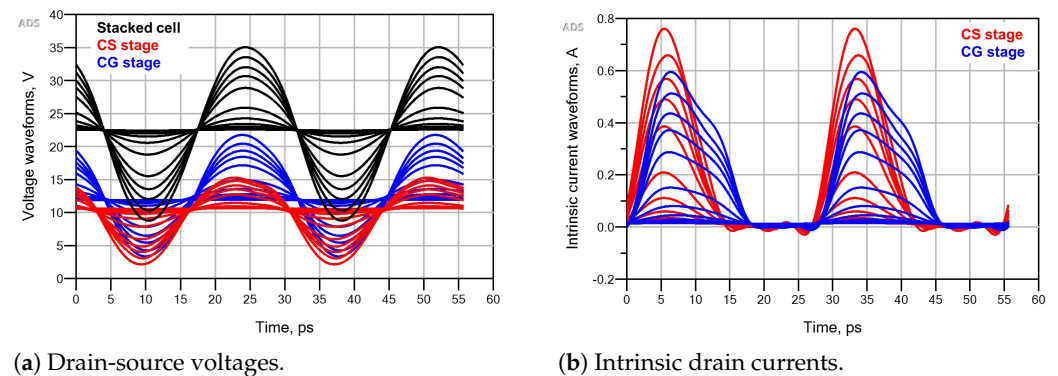 ADS
Stacked cell
CS stage
CG stage
Voltage waveforms, V
40
35
30
25
20
15
10
5
0
0 5 10 15 20 25 30 35 40 45 50 55 60
Time, ps
(a) Drain-source voltages.
ADS
CS stage
CG stage
Intrinsic current waveforms, A
0.8
0.6
0.4
0.2
0.0
-0.2
0 5 10 15 20 25 30 35 40 45 50 55 60
Time, ps
(b) Intrinsic drain currents.